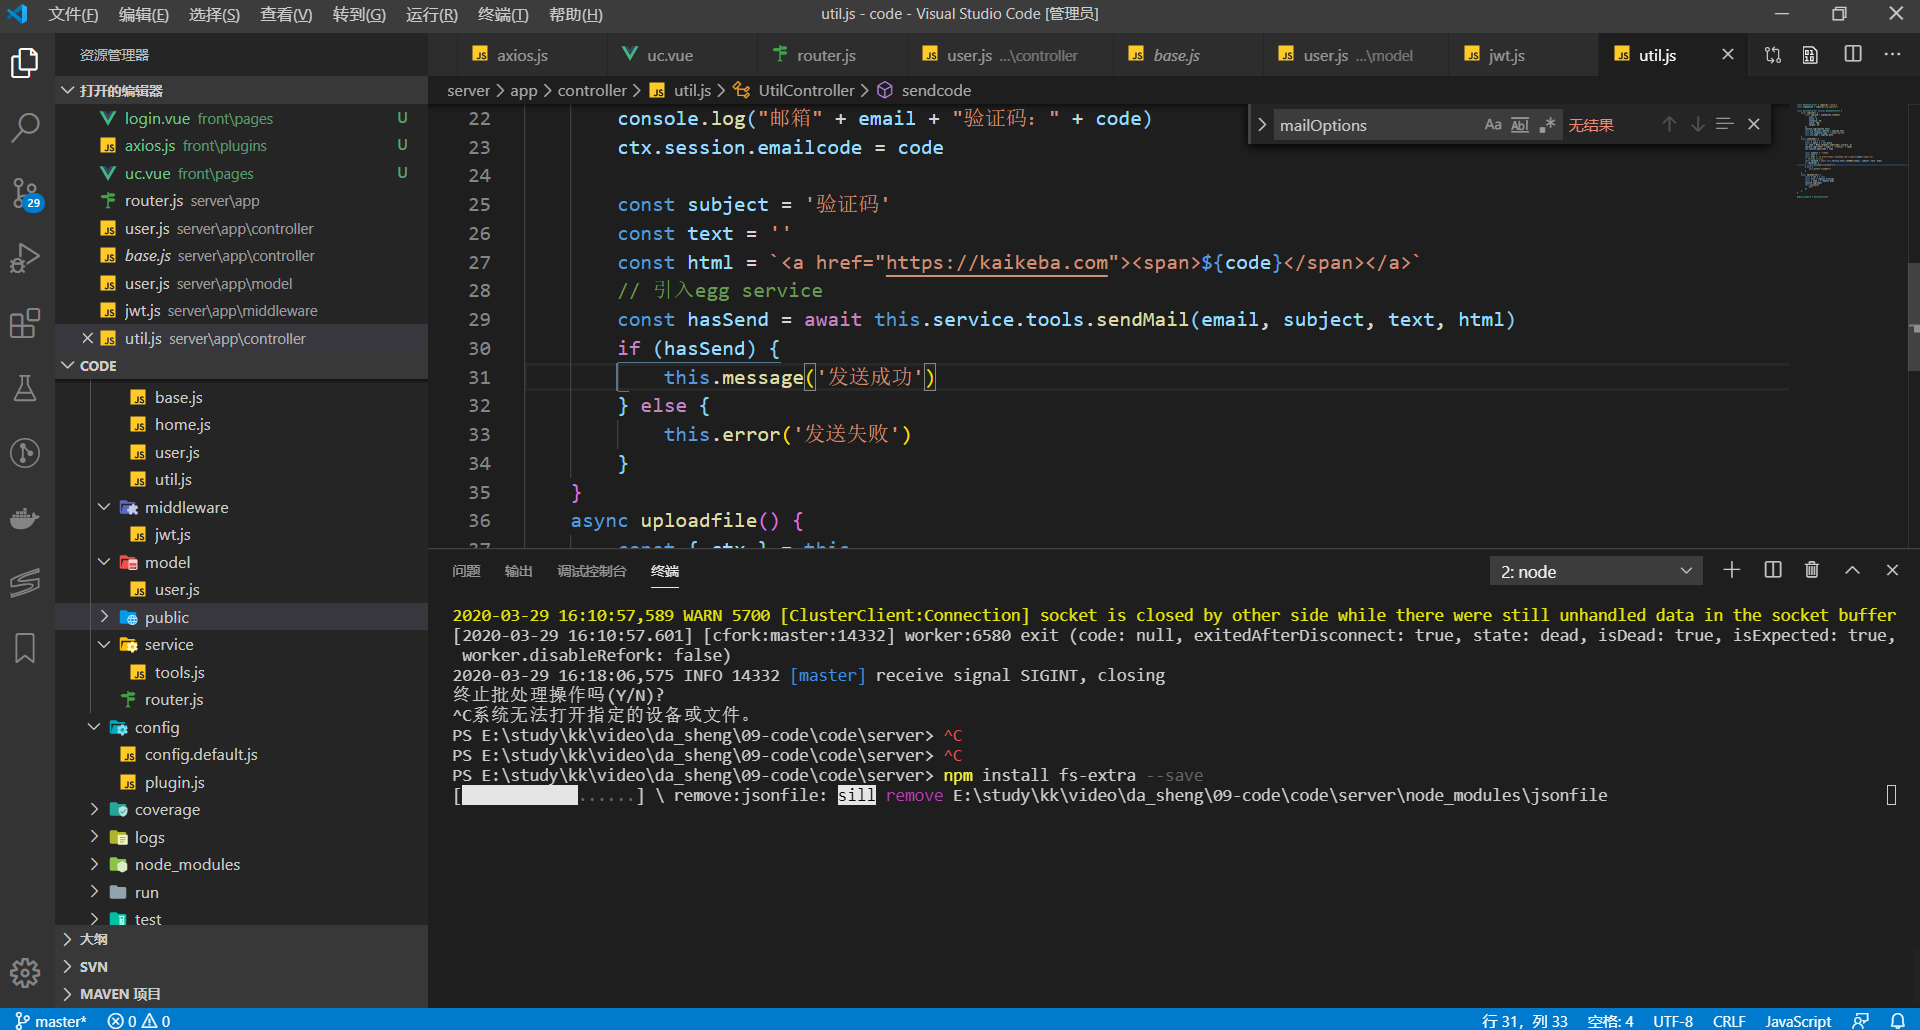 文件(F) 编辑(E) 选择(S) 查看(V) 转到(G) 运行(R) 终端(T) 帮助(H) util.js - code - Visual Studio Code [管理员]
资源管理器
axios.js uc.vue router.js user.js ...\controller base.js user.js ...\model jwt.js util.js
打开的编辑器
login.vue front\pages U
axios.js front\plugins U
uc.vue front\pages U
router.js server\app
user.js server\app\controller
base.js server\app\controller
user.js server\app\model
jwt.js server\app\middleware
util.js server\app\controller
CODE
base.js
home.js
user.js
util.js
middleware
jwt.js
model
user.js
public
service
tools.js
router.js
config
config.default.js
plugin.js
coverage
logs
node_modules
run
test
大纲
SVN
MAVEN 项目
29
server > app > controller > util.js > UtilController > sendcode
mailOptions Aa Abl .* 无结果
22 console.log("邮箱" + email + "验证码：" + code)
23 ctx.session.emailcode = code
24
25 const subject = '验证码'
26 const text = ''
27 const html = `<a href="https://kaikeba.com"><span>${code}</span></a>`
28 // 引入egg service
29 const hasSend = await this.service.tools.sendMail(email, subject, text, html)
30 if (hasSend) {
31 this.message('发送成功')
32 } else {
33 this.error('发送失败')
34 }
35 }
36 async uploadfile() {
37 const { ctx } = this
问题 输出 调试控制台 终端 2: node
2020-03-29 16:10:57,589 WARN 5700 [ClusterClient:Connection] socket is closed by other side while there were still unhandled data in the socket buffer
[2020-03-29 16:10:57.601] [cfork:master:14332] worker:6580 exit (code: null, exitedAfterDisconnect: true, state: dead, isDead: true, isExpected: true,
worker.disableRefork: false)
2020-03-29 16:18:06,575 INFO 14332 [master] receive signal SIGINT, closing
终止批处理操作吗(Y/N)?
^C系统无法打开指定的设备或文件。
PS E:\study\kk\video\da_sheng\09-code\code\server> ^C
PS E:\study\kk\video\da_sheng\09-code\code\server> ^C
PS E:\study\kk\video\da_sheng\09-code\code\server> npm install fs-extra --save
[ ......] \ remove:jsonfile: sill remove E:\study\kk\video\da_sheng\09-code\code\server\node_modules\jsonfile
master* 0 0 行 31，列 33 空格: 4 UTF-8 CRLF JavaScript